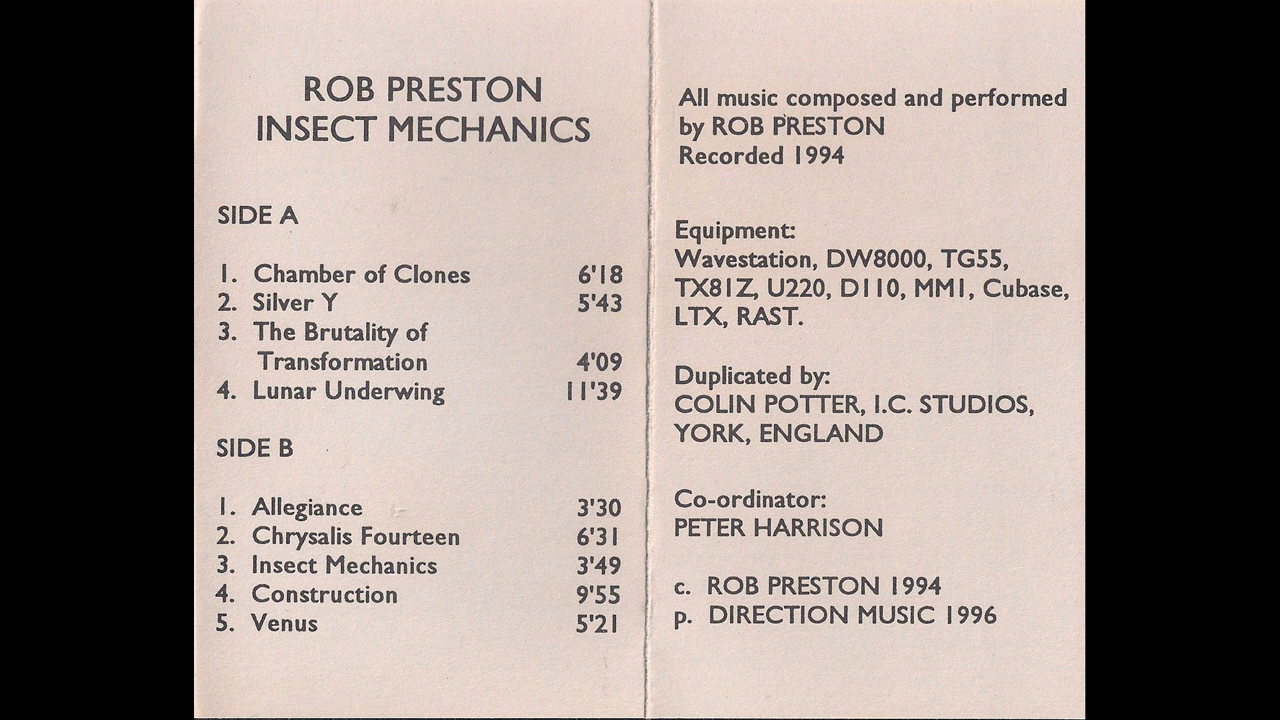 ROB PRESTON
INSECT MECHANICS
SIDE A
1. Chamber of Clones 6'18
2. Silver Y 5'43
3. The Brutality of
Transformation 4'09
4. Lunar Underwing 11'39
SIDE B
1. Allegiance 3'30
2. Chrysalis Fourteen 6'31
3. Insect Mechanics 3'49
4. Construction 9'55
5. Venus 5'21
All music composed and performed
by ROB PRESTON
Recorded 1994
Equipment:
Wavestation, DW8000, TG55,
TX81Z, U220, D110, MM1, Cubase,
LTX, RAST.
Duplicated by:
COLIN POTTER, I.C. STUDIOS,
YORK, ENGLAND
Co-ordinator:
PETER HARRISON
c. ROB PRESTON 1994
p. DIRECTION MUSIC 1996